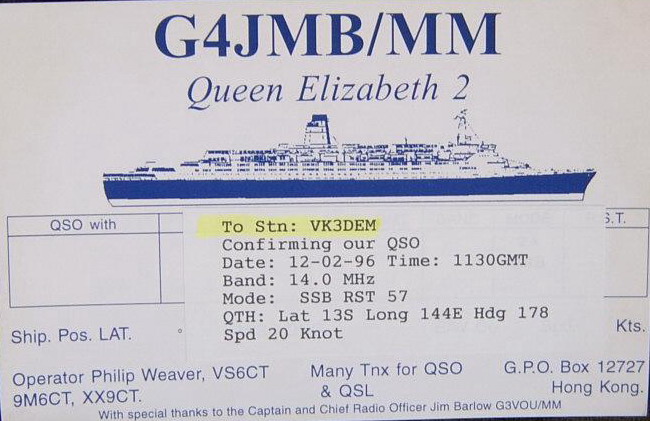 G4JMB/MM
Queen Elizabeth 2
QSO with
S.T.
To Stn: VK3DEM
Confirming our QSO
Date: 12-02-96 Time: 1130GMT
Band: 14.0 MHz
Mode: SSB RST 57
QTH: Lat 13S Long 144E Hdg 178
Spd 20 Knot
Ship. Pos. LAT. °
Kts.
Operator Philip Weaver, VS6CT
9M6CT, XX9CT.
Many Tnx for QSO
& QSL
G.P.O. Box 12727
Hong Kong.
With special thanks to the Captain and Chief Radio Officer Jim Barlow G3VOU/MM